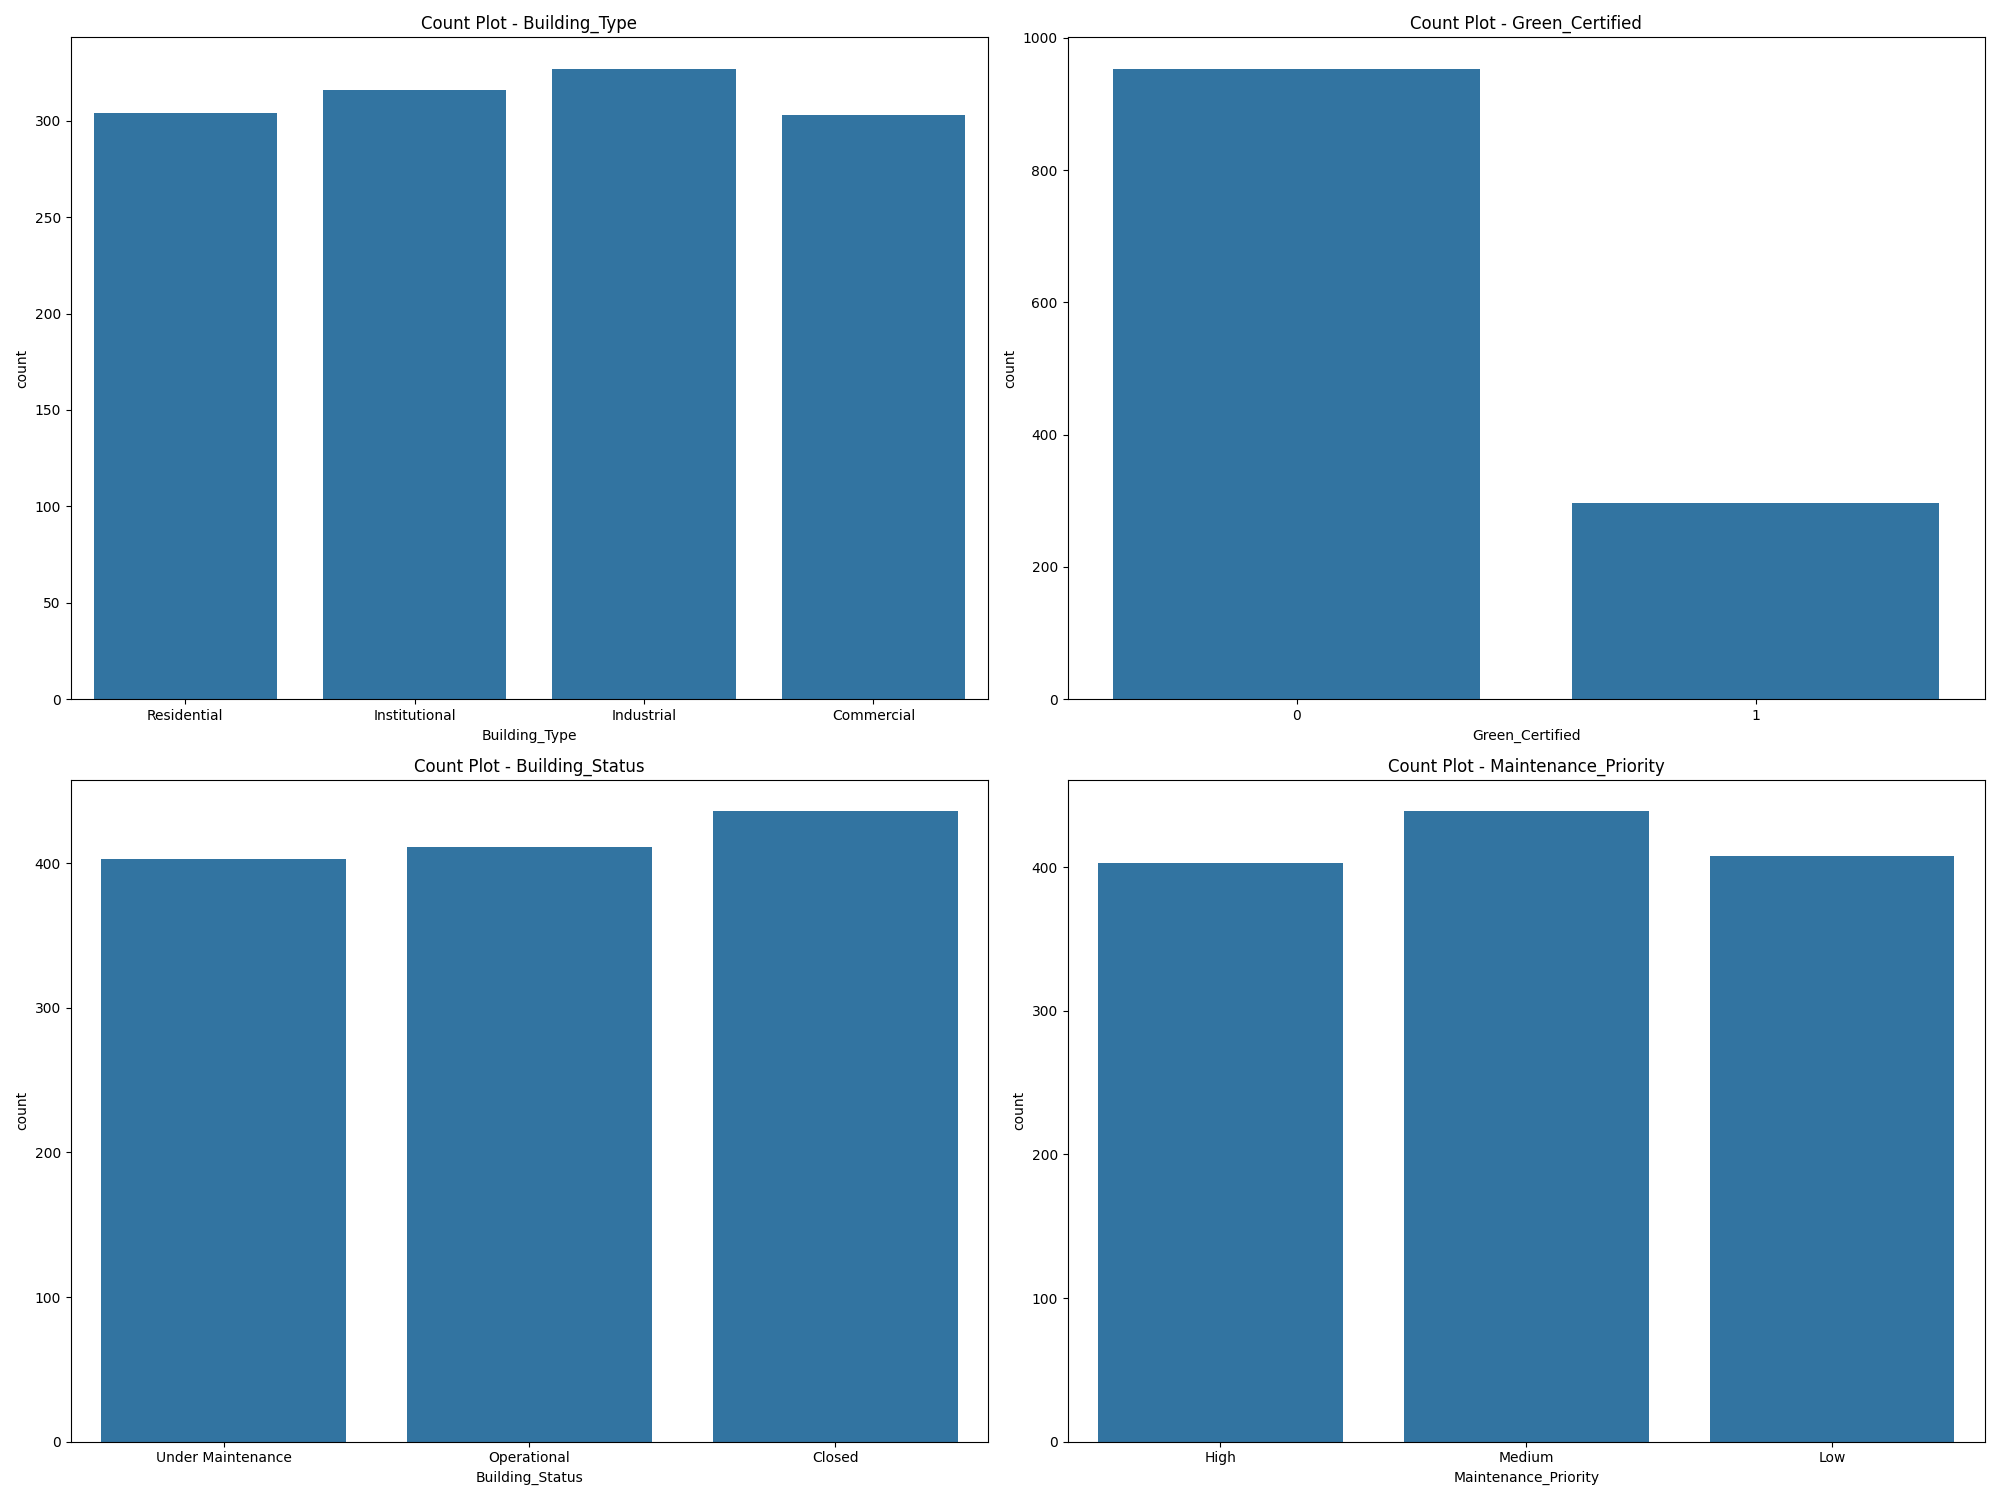 Count Plot - Building_Type
count
300
250
200
150
100
50
0
Residential Institutional Industrial Commercial
Building_Type
Count Plot - Green_Certified
count
1000
800
600
400
200
0
0 1
Green_Certified
Count Plot - Building_Status
count
400
300
200
100
0
Under Maintenance Operational Closed
Building_Status
Count Plot - Maintenance_Priority
count
400
300
200
100
0
High Medium Low
Maintenance_Priority